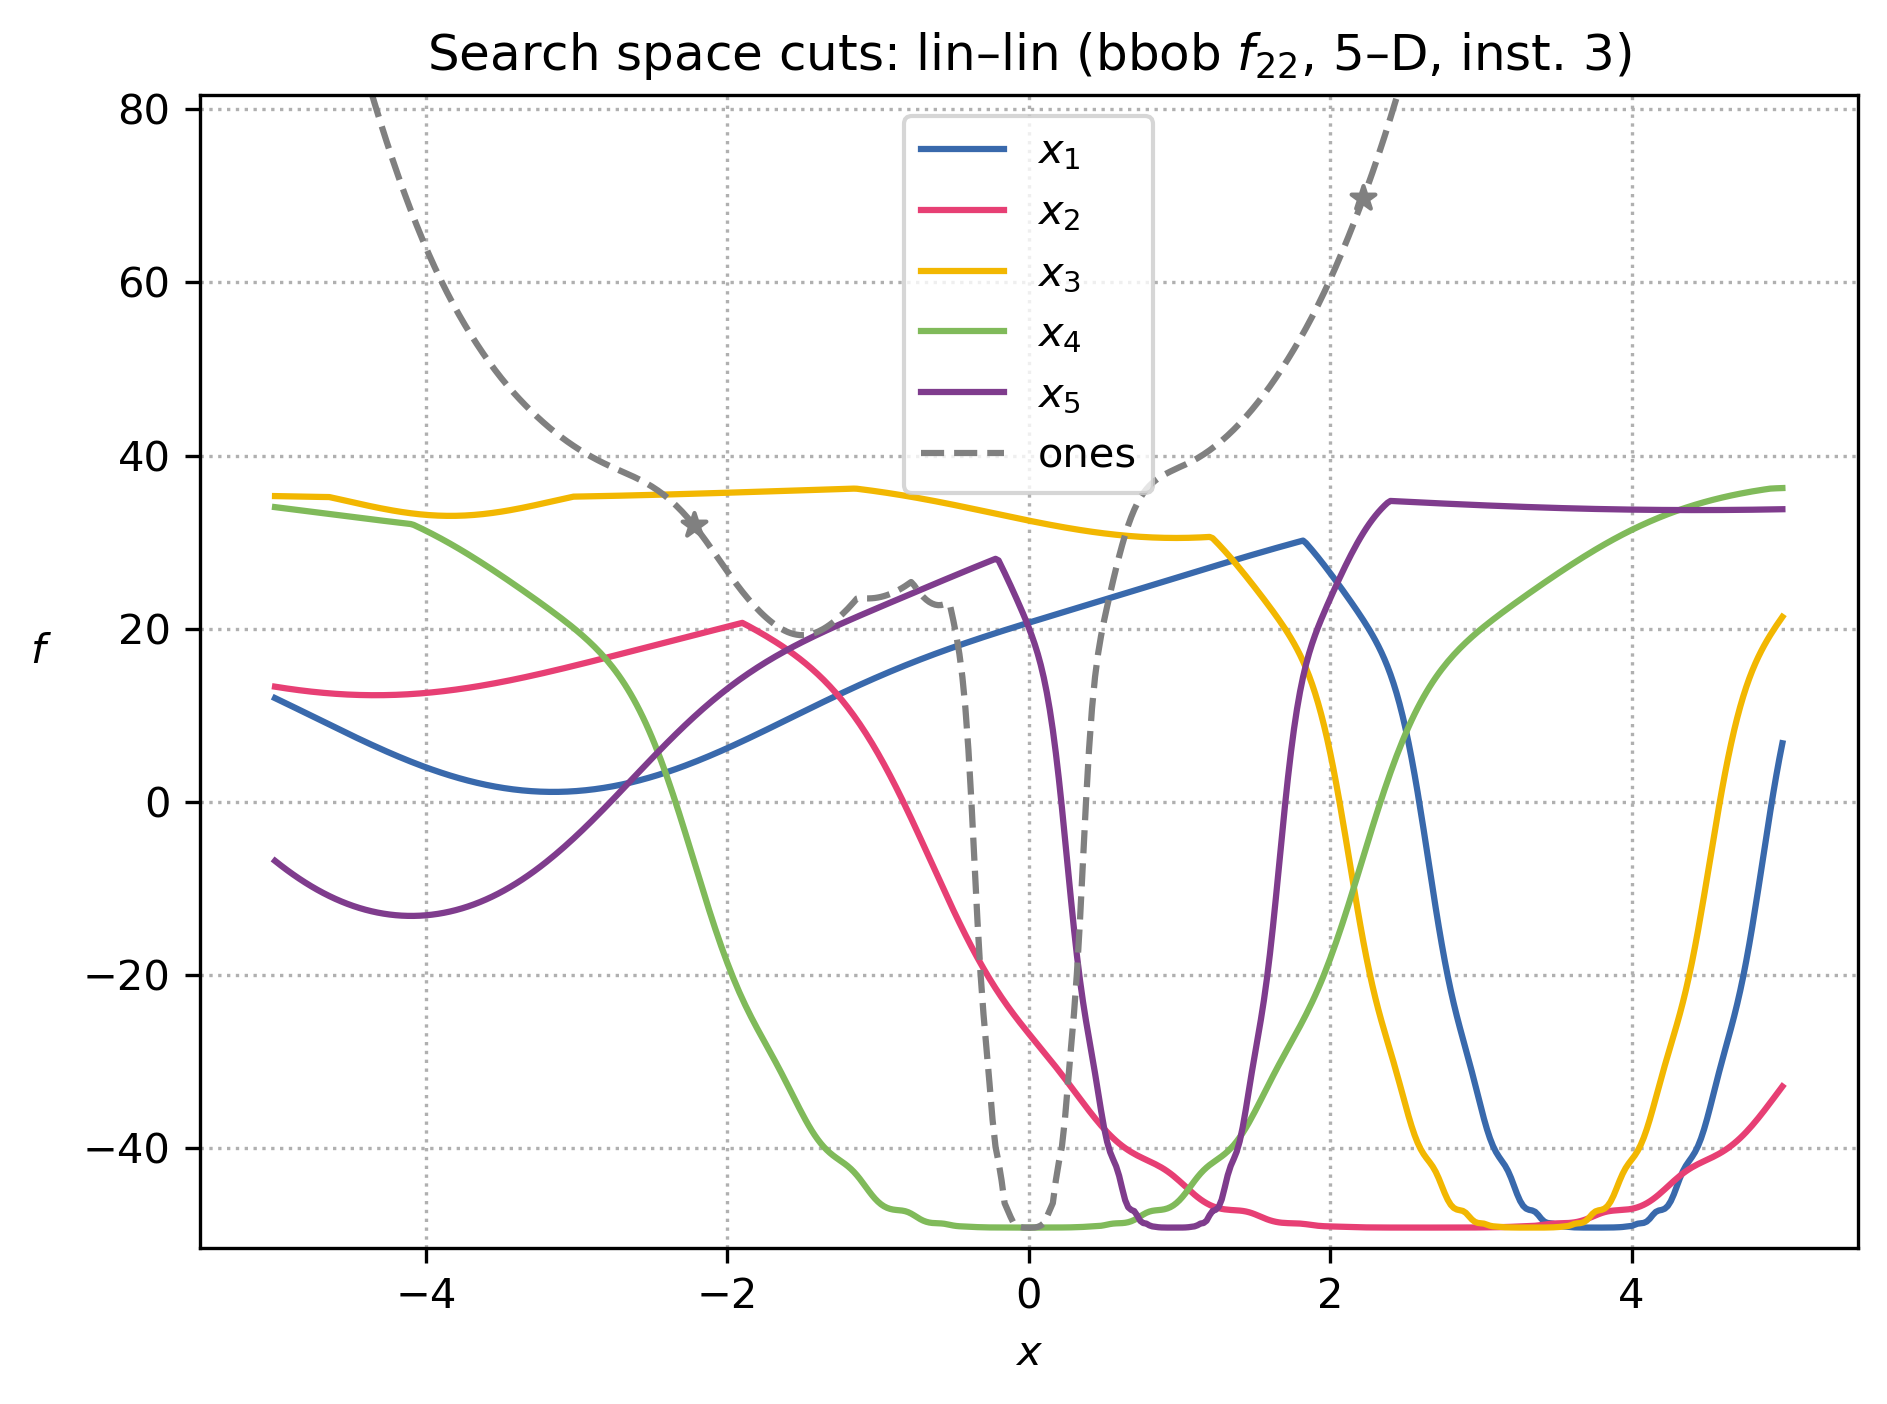 Search space cuts: lin–lin (bbob f22, 5–D, inst. 3)
80
60
40
20
0
−20
−40
f
x1
x2
x3
x4
x5
ones
−4
−2
0
2
4
x